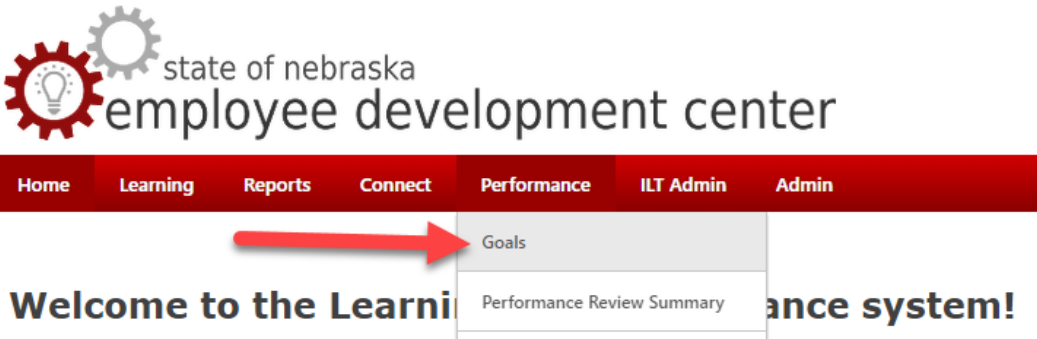 state of nebraska
employee development center
Home Learning Reports Connect Performance ILT Admin Admin
Goals
Welcome to the Learni
Performance Review Summary
ance system!